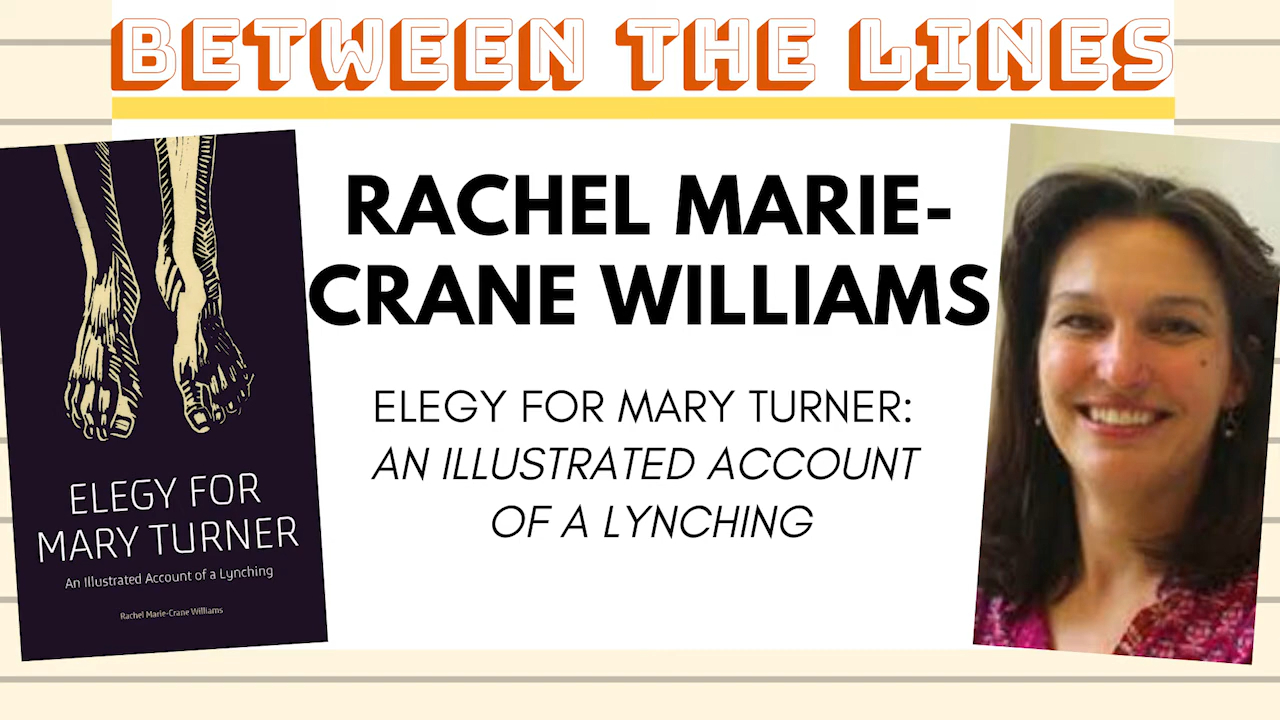 BETWEEN THE LINES
RACHEL MARIE-
CRANE WILLIAMS
ELEGY FOR MARY TURNER:
AN ILLUSTRATED ACCOUNT
OF A LYNCHING
ELEGY FOR
MARY TURNER
An Illustrated Account of a Lynching
Rachel Marie-Crane Williams